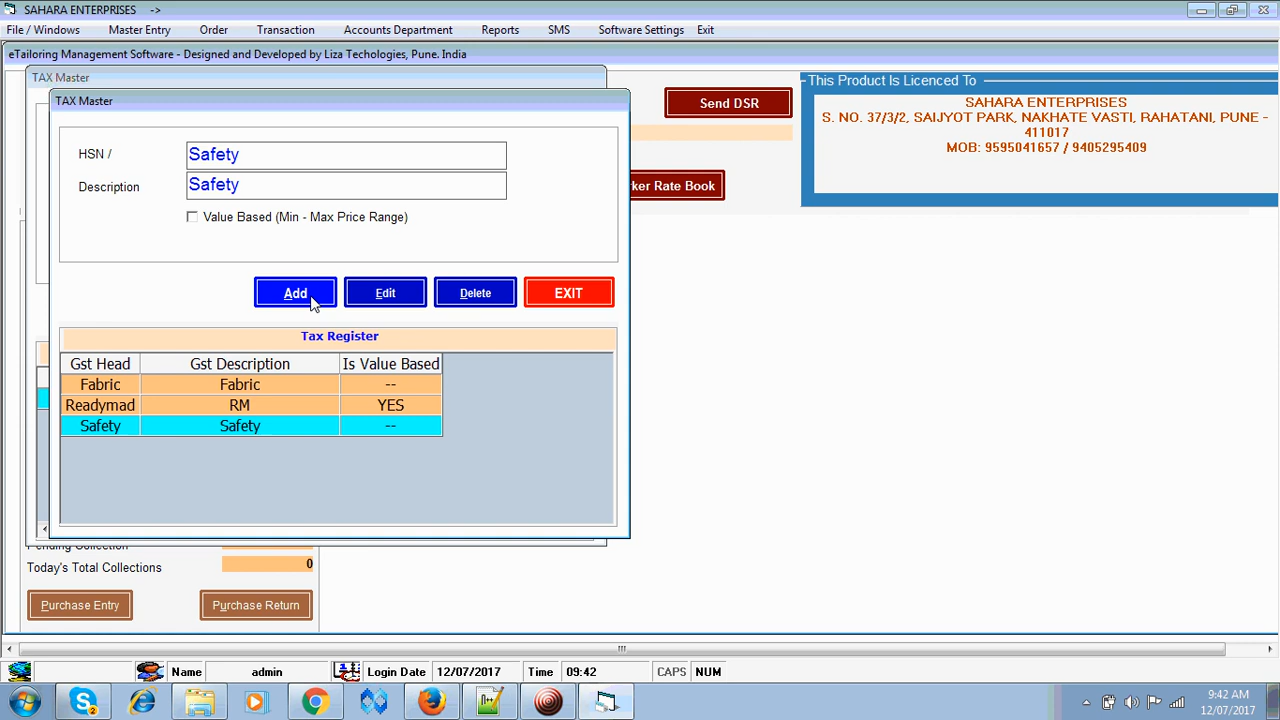 SAHARA ENTERPRISES ->
File / Windows Master Entry Order Transaction Accounts Department Reports SMS Software Settings Exit
eTailoring Management Software - Designed and Developed by Liza Techologies, Pune. India
TAX Master
TAX Master
HSN / Safety
Description Safety
Value Based (Min - Max Price Range)
Add Edit Delete EXIT
Tax Register
Gst Head Gst Description Is Value Based
Fabric Fabric --
Readymad RM YES
Safety Safety --
Send DSR
Rate Book
This Product Is Licenced To
SAHARA ENTERPRISES
S. NO. 37/3/2, SAIJYOT PARK, NAKHATE VASTI, RAHATANI, PUNE -
411017
MOB: 9595041657 / 9405295409
Pending Collection
Today's Total Collections 0
Purchase Entry Purchase Return
Name admin Login Date 12/07/2017 Time 09:42 CAPS NUM
9:42 AM
12/07/2017